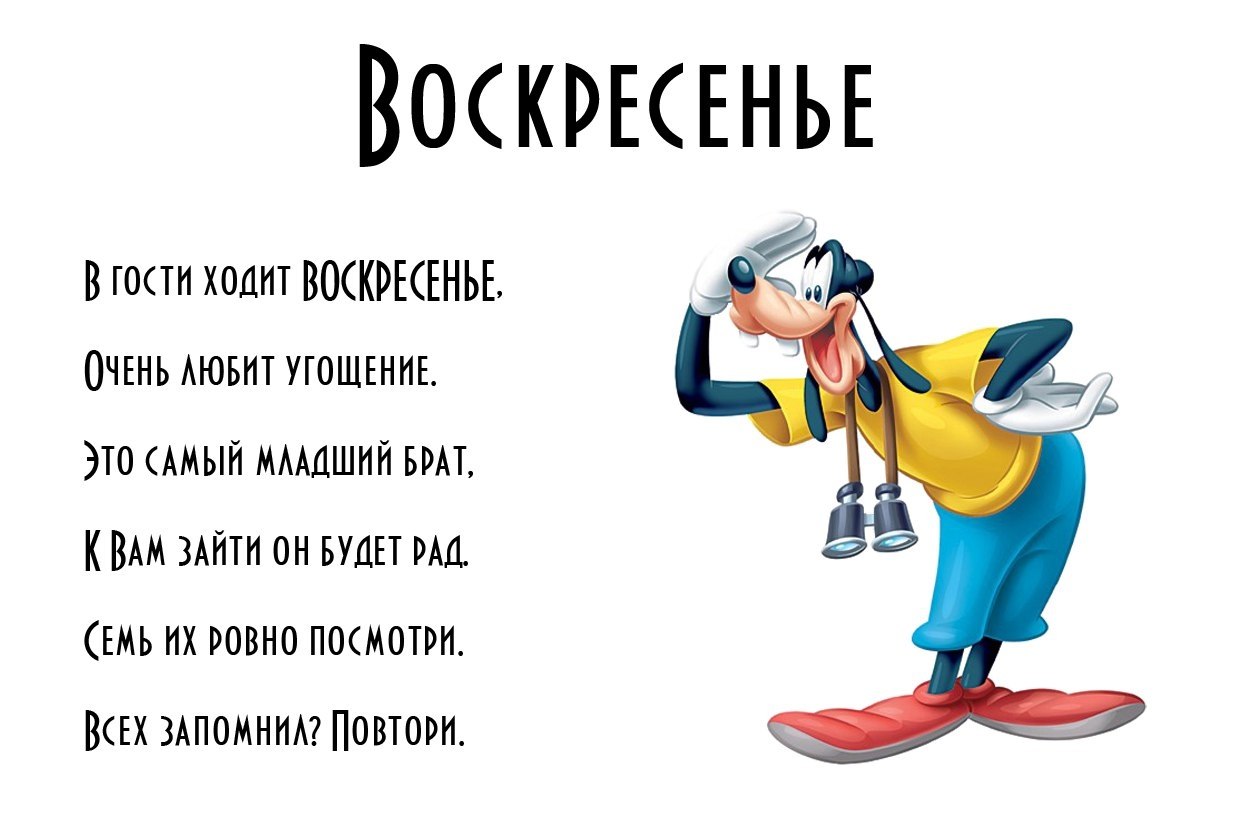 Воскресенье
В гости ходит ВОСКРЕСЕНЬЕ,
Очень любит угощение.
Это самый младший брат,
К Вам зайти он будет рад.
Семь их ровно посмотри.
Всех запомнил? Повтори.